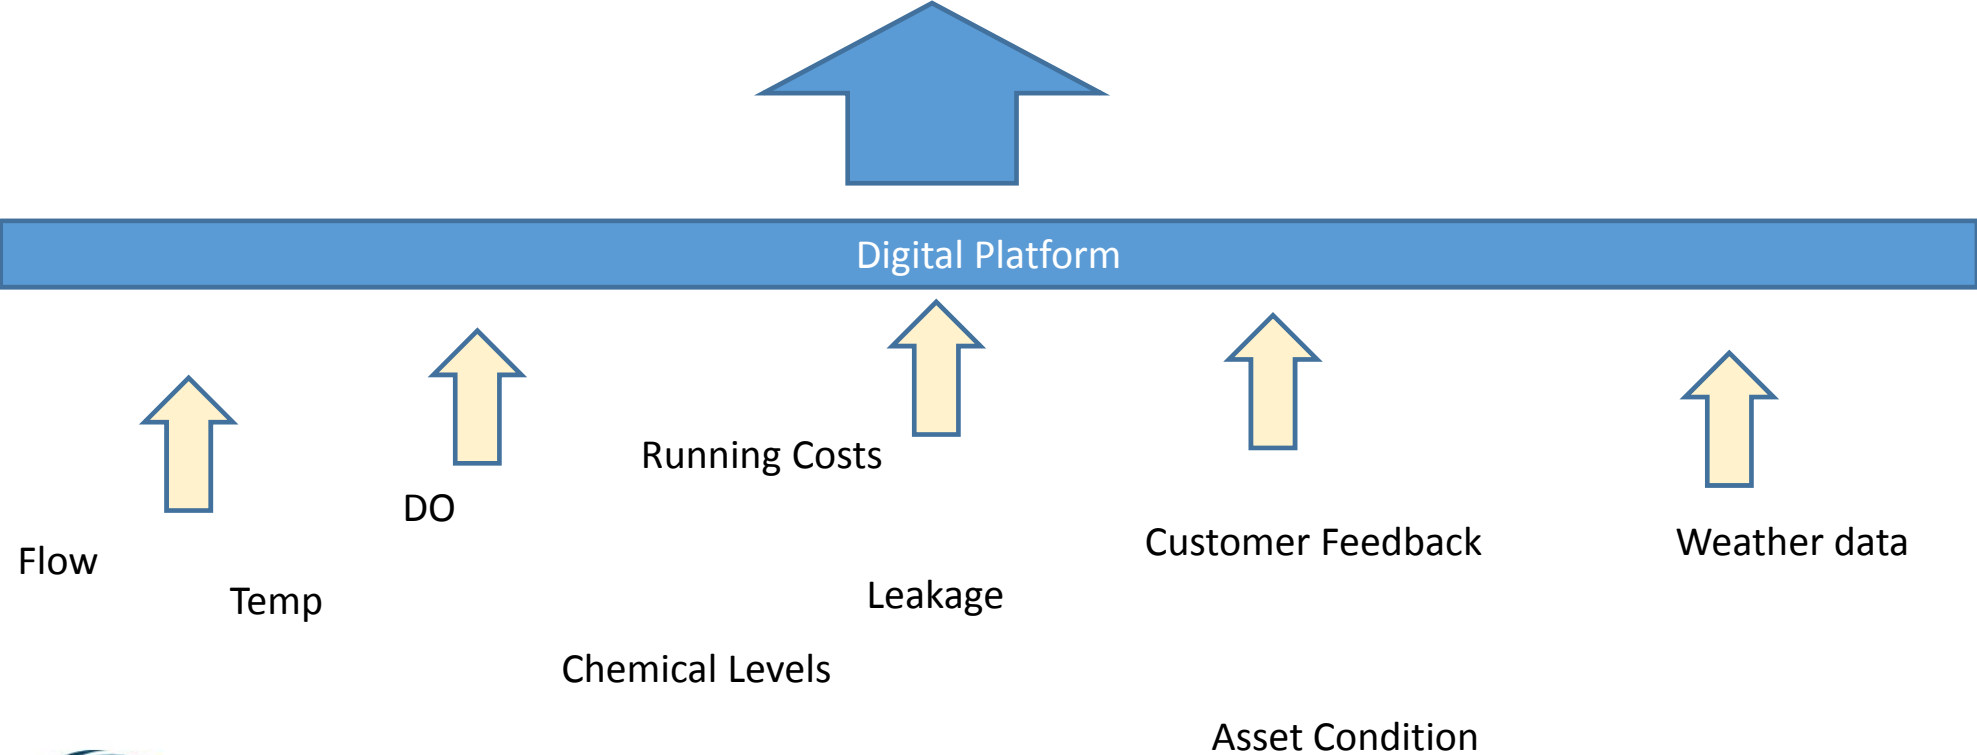 Digital Platform
Running Costs
DO
Flow
Customer Feedback
Weather data
Temp
Leakage
Chemical Levels
Asset Condition